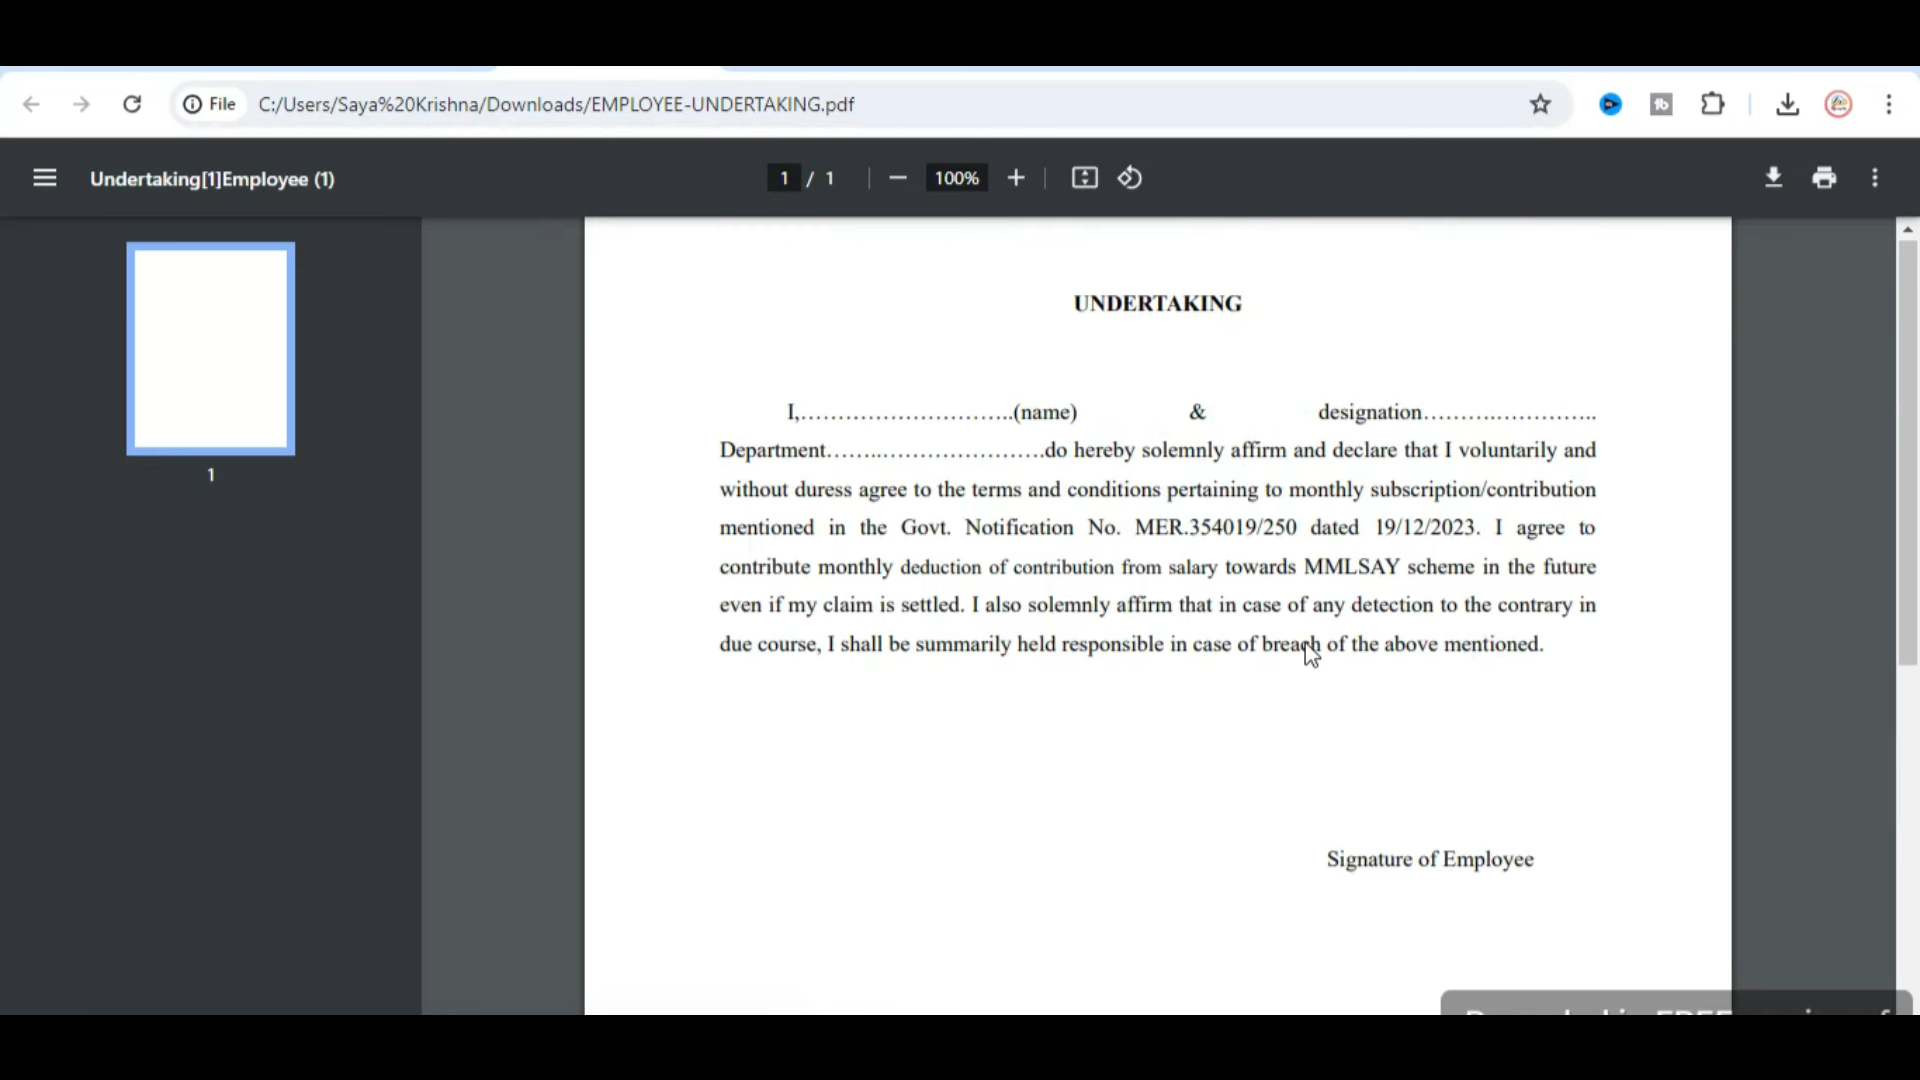 File C:/Users/Saya%20Krishna/Downloads/EMPLOYEE-UNDERTAKING.pdf
Undertaking[1]Employee (1)
1 / 1
100%
1
UNDERTAKING
I,………………………..(name) & designation……….…………..
Department……..………………….do hereby solemnly affirm and declare that I voluntarily and
without duress agree to the terms and conditions pertaining to monthly subscription/contribution
mentioned in the Govt. Notification No. MER.354019/250 dated 19/12/2023. I agree to
contribute monthly deduction of contribution from salary towards MMLSAY scheme in the future
even if my claim is settled. I also solemnly affirm that in case of any detection to the contrary in
due course, I shall be summarily held responsible in case of breach of the above mentioned.
Signature of Employee